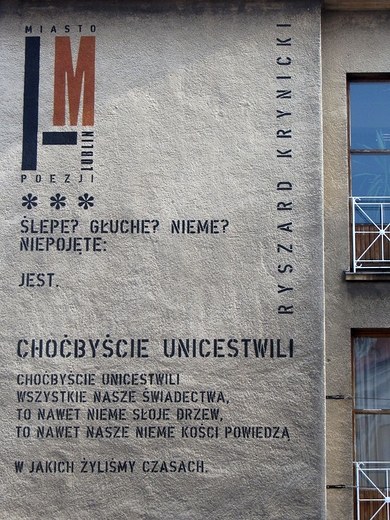 MIASTO
LM
LUBLIN
POEZJI
RYSZARD KRYNICKI
***
ŚLEPE? GŁUCHE? NIEME?
NIEPOJĘTE:
JEST.
CHOĆBYŚCIE UNICESTWILI
CHOĆBYŚCIE UNICESTWILI
WSZYSTKIE NASZE ŚWIADECTWA,
TO NAWET NIEME SŁOJE DRZEW,
TO NAWET NASZE NIEME KOŚCI POWIEDZĄ
W JAKICH ŻYLIŚMY CZASACH.